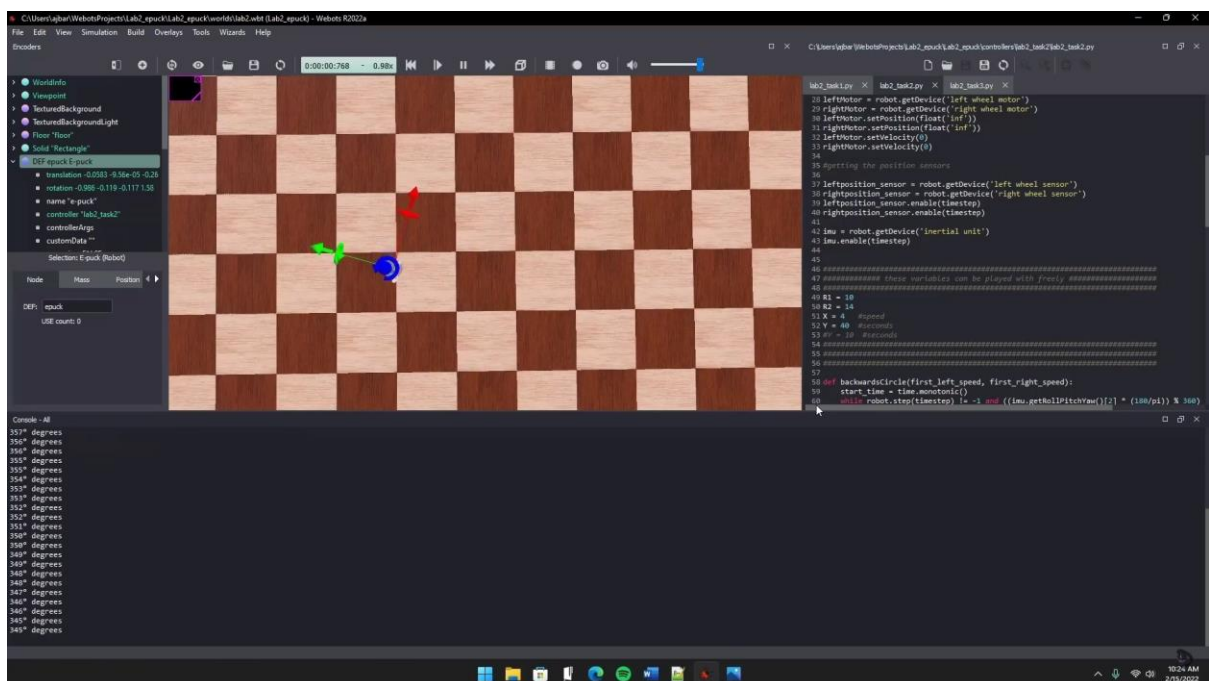 C:\Users\ajbar\WebotsProjects\Lab2_epuck\Lab2_epuck\worlds\lab2.wbt (Lab2_epuck) - Webots R2022a
File Edit View Simulation Build Overlays Tools Wizards Help
Encoders
C:\Users\ajbar\WebotsProjects\Lab2_epuck\Lab2_epuck\controllers\lab2_task2\lab2_task2.py
0:00:00:768 - 0.98x
WorldInfo
Viewpoint
TexturedBackground
TexturedBackgroundLight
Floor "floor"
Solid "Rectangle"
DEF epuck E-puck
translation -0.0583 -9.56e-05 -0.26
rotation -0.986 -0.119 -0.117 1.58
name "e-puck"
controller "lab2_task2"
controllerArgs
customData ""
Selection: E-puck (Robot)
Node Mass Position
DEF: epuck
USE count: 0
lab2_task1.py lab2_task2.py lab2_task3.py
28 leftMotor = robot.getDevice('left wheel motor')
29 rightMotor = robot.getDevice('right wheel motor')
30 leftMotor.setPosition(float('inf'))
31 rightMotor.setPosition(float('inf'))
32 leftMotor.setVelocity(0)
33 rightMotor.setVelocity(0)
34
35 #getting the position sensors
36
37 leftposition_sensor = robot.getDevice('left wheel sensor')
38 rightposition_sensor = robot.getDevice('right wheel sensor')
39 leftposition_sensor.enable(timestep)
40 rightposition_sensor.enable(timestep)
41
42 imu = robot.getDevice('inertial unit')
43 imu.enable(timestep)
44
45
46 ####################################################################
47 ############ these variables can be played with freely ##################
48 ####################################################################
49 R1 = 10
50 R2 = 14
51 X = 4 #speed
52 Y = 40 #seconds
53 #Y = 10 #seconds
54 ####################################################################
55 ####################################################################
56 ####################################################################
57
58 def backwardsCircle(first_left_speed, first_right_speed):
59 start_time = time.monotonic()
60 while robot.step(timestep) != -1 and ((imu.getRollPitchYaw()[2] * (180/pi)) % 360)
Console - All
357° degrees
356° degrees
356° degrees
355° degrees
355° degrees
354° degrees
353° degrees
353° degrees
352° degrees
352° degrees
351° degrees
350° degrees
350° degrees
349° degrees
349° degrees
348° degrees
348° degrees
347° degrees
346° degrees
346° degrees
345° degrees
345° degrees
10:24 AM
2/15/2022